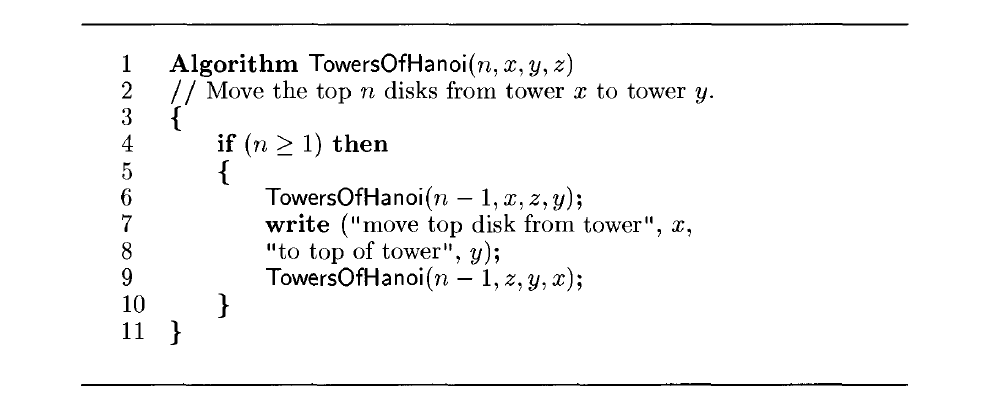 1 Algorithm TowersOfHanoi(n, x, y, z)
2 // Move the top n disks from tower x to tower y.
3 {
4 if (n ≥ 1) then
5 {
6 TowersOfHanoi(n − 1, x, z, y);
7 write ("move top disk from tower", x,
8 "to top of tower", y);
9 TowersOfHanoi(n − 1, z, y, x);
10 }
11 }